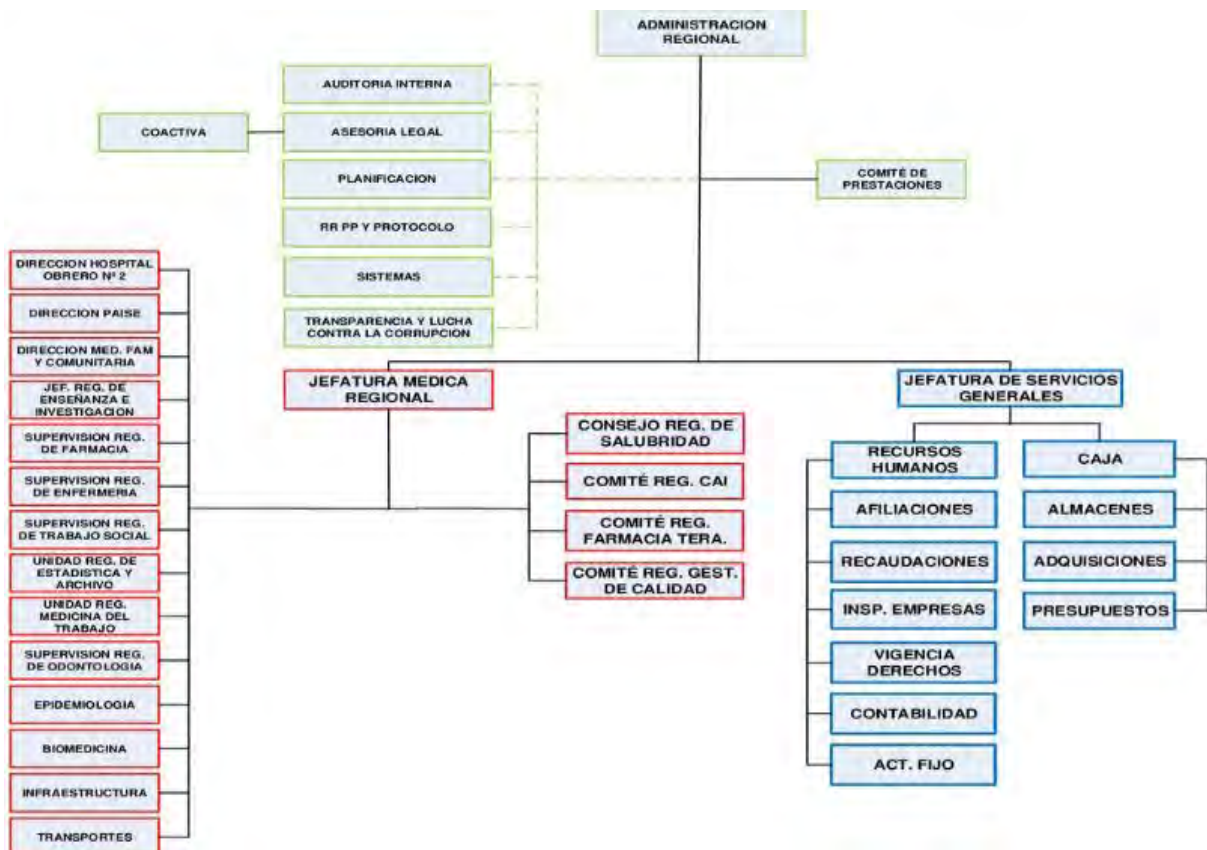 ADMINISTRACION
REGIONAL
AUDITORIA INTERNA
COACTIVA
ASESORIA LEGAL
PLANIFICACION
COMITÉ DE
PRESTACIONES
RR PP Y PROTOCOLO
SISTEMAS
TRANSPARENCIA Y LUCHA
CONTRA LA CORRUPCION
DIRECCION HOSPITAL
OBRERO Nº 2
DIRECCION PAISE
DIRECCION MED. FAM
Y COMUNITARIA
JEF. REG. DE
ENSEÑANZA E
INVESTIGACION
SUPERVISION REG.
DE FARMACIA
SUPERVISION REG.
DE ENFERMERIA
SUPERVISION REG.
DE TRABAJO SOCIAL
UNIDAD REG. DE
ESTADISTICA Y
ARCHIVO
UNIDAD REG.
MEDICINA DEL
TRABAJO
SUPERVISION REG.
DE ODONTOLOGIA
EPIDEMIOLOGIA
BIOMEDICINA
INFRAESTRUCTURA
TRANSPORTES
JEFATURA MEDICA
REGIONAL
CONSEJO REG. DE
SALUBRIDAD
COMITÉ REG. CAI
COMITÉ REG.
FARMACIA TERA.
COMITÉ REG. GEST.
DE CALIDAD
JEFATURA DE SERVICIOS
GENERALES
RECURSOS
HUMANOS
AFILIACIONES
RECAUDACIONES
INSP. EMPRESAS
VIGENCIA
DERECHOS
CONTABILIDAD
ACT. FIJO
CAJA
ALMACENES
ADQUISICIONES
PRESUPUESTOS